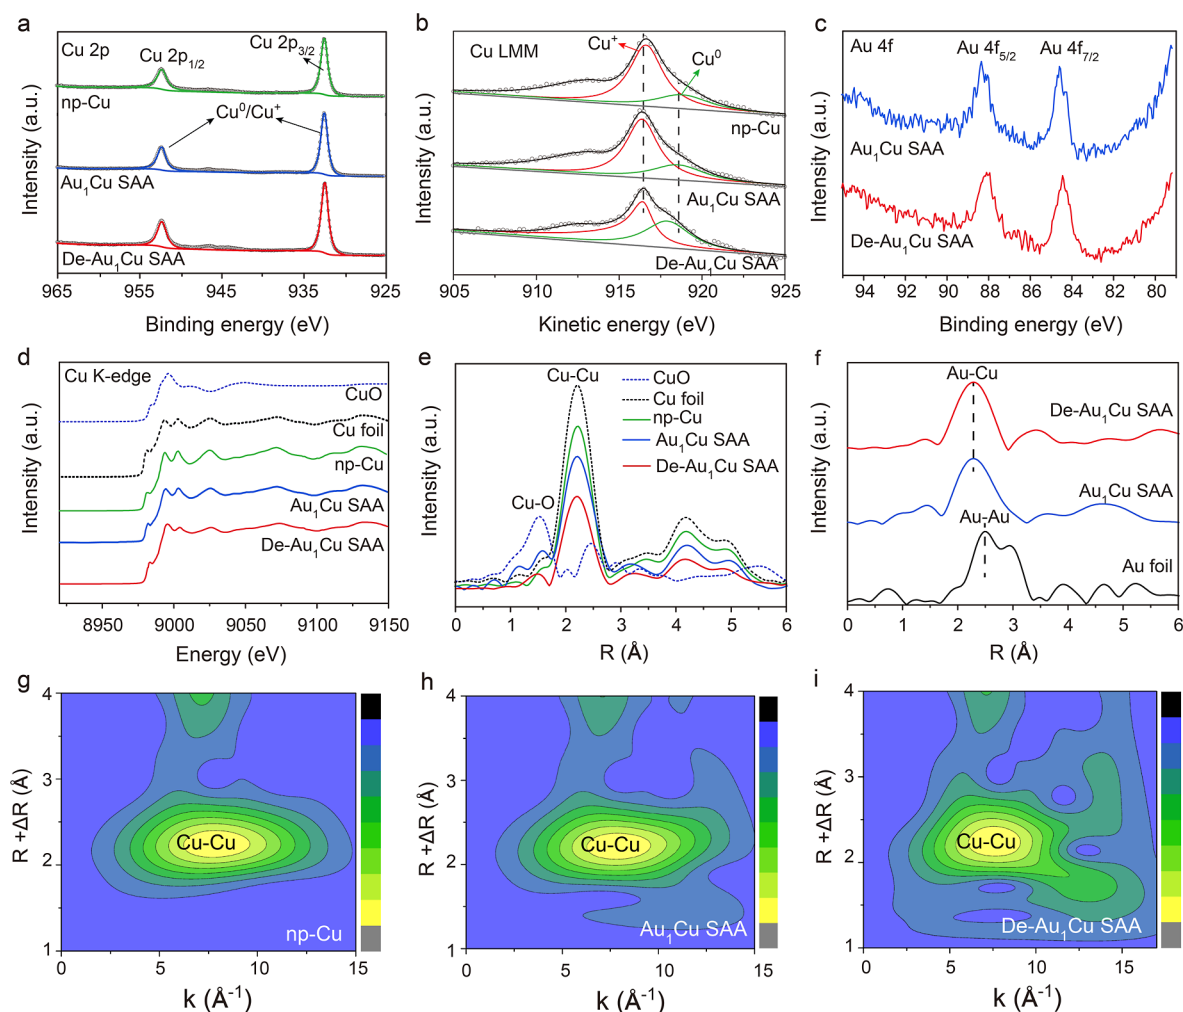 a
Cu 2p
Cu 2p1/2
Cu 2p3/2
np-Cu
Cu0/Cu+
Au1Cu SAA
De-Au1Cu SAA
Intensity (a.u.)
965 955 945 935 925
Binding energy (eV)
b
Cu LMM
Cu+
Cu0
np-Cu
Au1Cu SAA
De-Au1Cu SAA
Intensity (a.u.)
905 910 915 920 925
Kinetic energy (eV)
c
Au 4f
Au 4f5/2
Au 4f7/2
Au1Cu SAA
De-Au1Cu SAA
Intensity (a.u.)
94 92 90 88 86 84 82 80
Binding energy (eV)
d
Cu K-edge
CuO
Cu foil
np-Cu
Au1Cu SAA
De-Au1Cu SAA
Intensity (a.u.)
8950 9000 9050 9100 9150
Energy (eV)
e
Cu-Cu
Cu-O
CuO
Cu foil
np-Cu
Au1Cu SAA
De-Au1Cu SAA
Intensity (a.u.)
0 1 2 3 4 5 6
R (Å)
f
Au-Cu
De-Au1Cu SAA
Au1Cu SAA
Au-Au
Au foil
Intensity (a.u.)
0 1 2 3 4 5 6
R (Å)
g
4
3
2
1
R +ΔR (Å)
Cu-Cu
np-Cu
0 5 10 15
k (Å-1)
h
4
3
2
1
R +ΔR (Å)
Cu-Cu
Au1Cu SAA
0 5 10 15
k (Å-1)
i
4
3
2
1
Cu-Cu
De-Au1Cu SAA
0 5 10 15
k (Å-1)